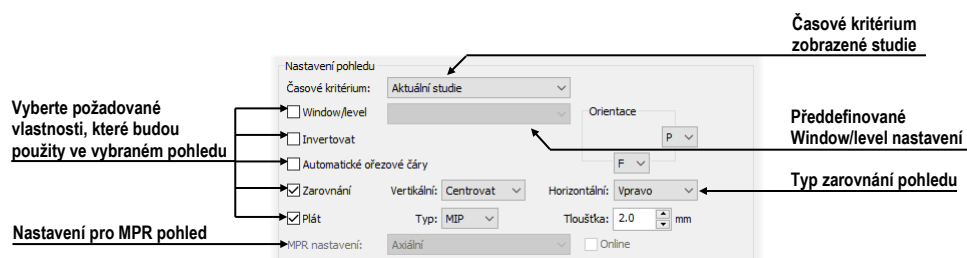 Časové kritérium
zobrazené studie
Nastavení pohledu
Časové kritérium: Aktuální studie
Vyberte požadované
vlastnosti, které budou
použity ve vybraném pohledu
Window/level
Orientace
Předdefinované
Window/level nastavení
Invertovat
P
Automatické ořezové čáry
F
Zarovnání Vertikální: Centrovat Horizontální: Vpravo
Typ zarovnání pohledu
Plát Typ: MIP Tloušťka: 2.0 mm
Nastavení pro MPR pohled
MPR nastavení: Axiální Online